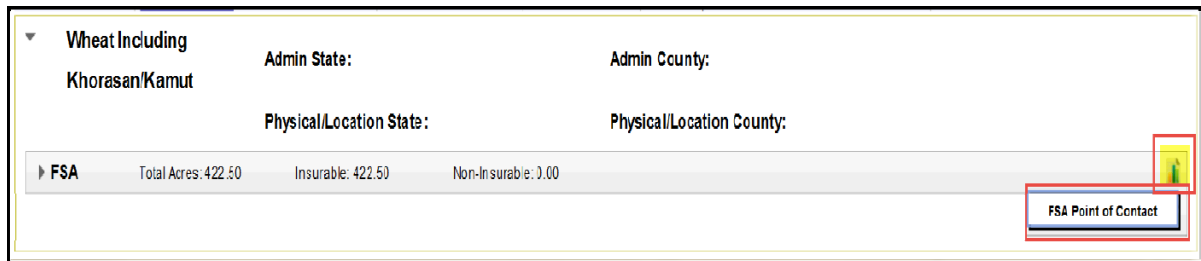 Wheat Including
Khorasan/Kamut
Admin State: Admin County:
Physical/Location State: Physical/Location County:
FSA Total Acres: 422.50 Insurable: 422.50 Non-Insurable: 0.00
FSA Point of Contact